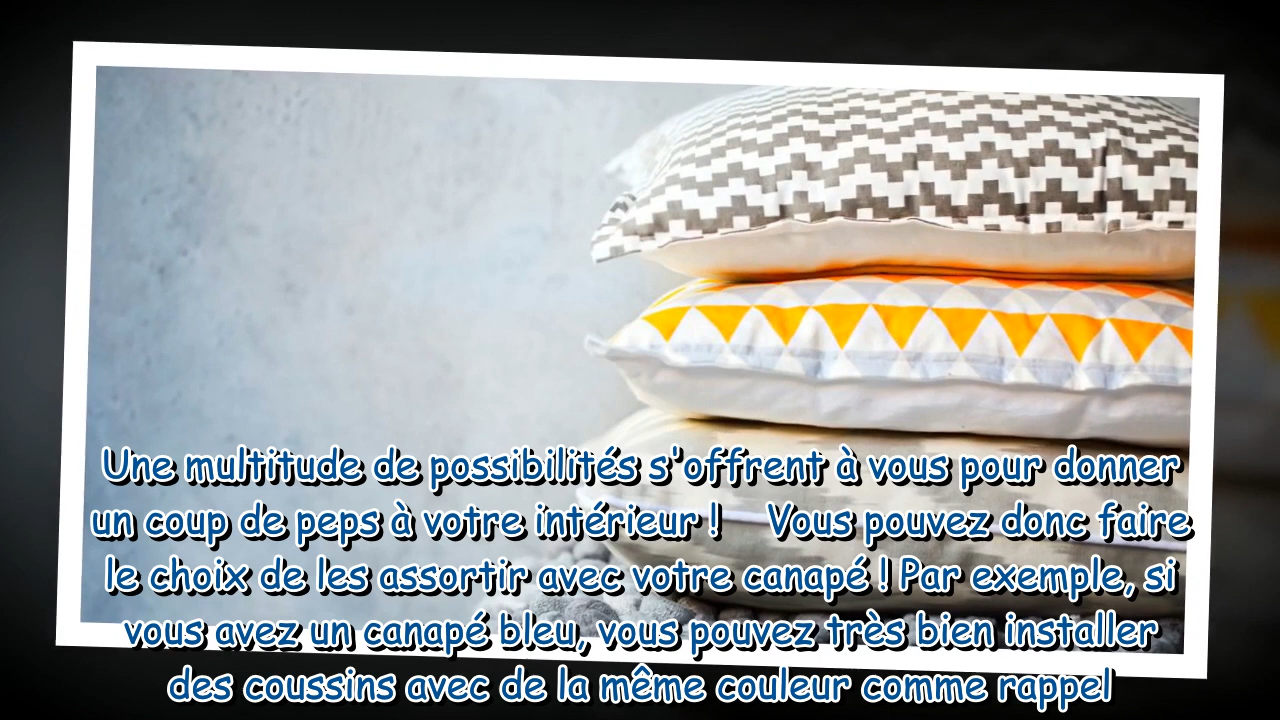 Une multitude de possibilités s'offrent à vous pour donner
un coup de peps à votre intérieur ! Vous pouvez donc faire
le choix de les assortir avec votre canapé ! Par exemple, si
vous avez un canapé bleu, vous pouvez très bien installer
des coussins avec de la même couleur comme rappel